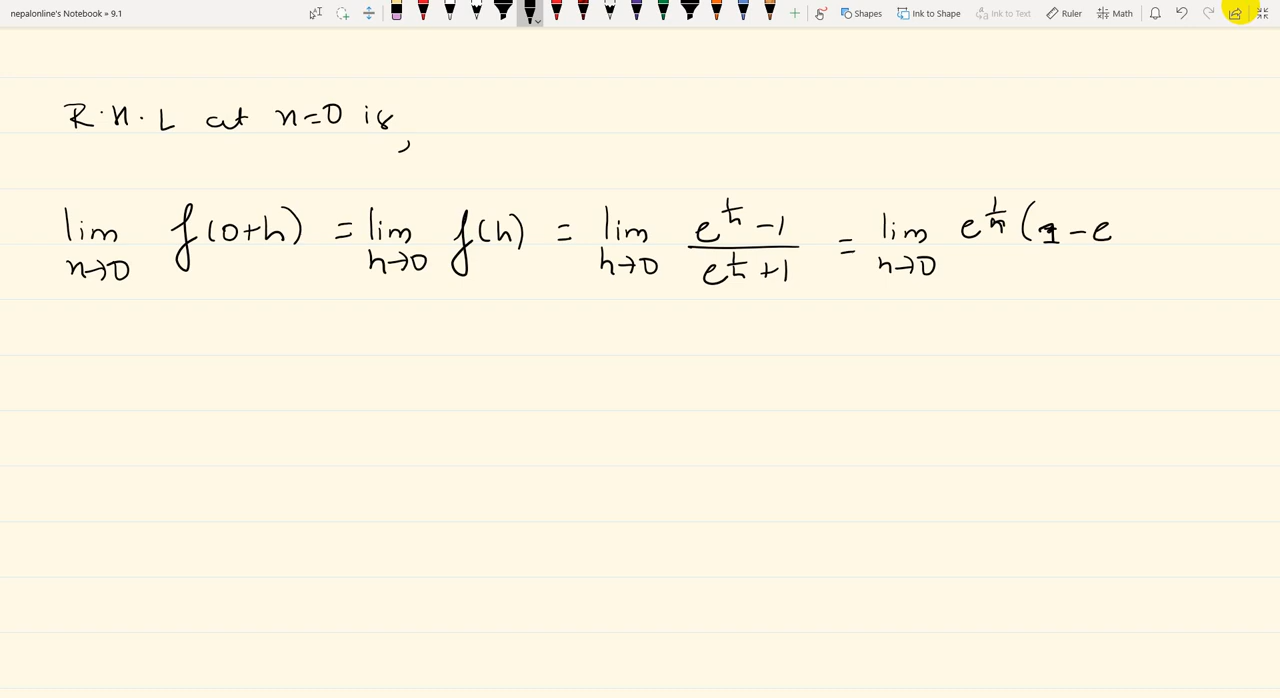 nepalonline's Notebook » 9.1 Shapes Ink to Shape Ink to Text Ruler Math
R.H.L at x=0 is,
lim h→0 f(0+h) = lim h→0 f(h) = lim h→0 (e^(1/h) -1)/(e^(1/h) +1) = lim h→0 e^(1/h) (1-e